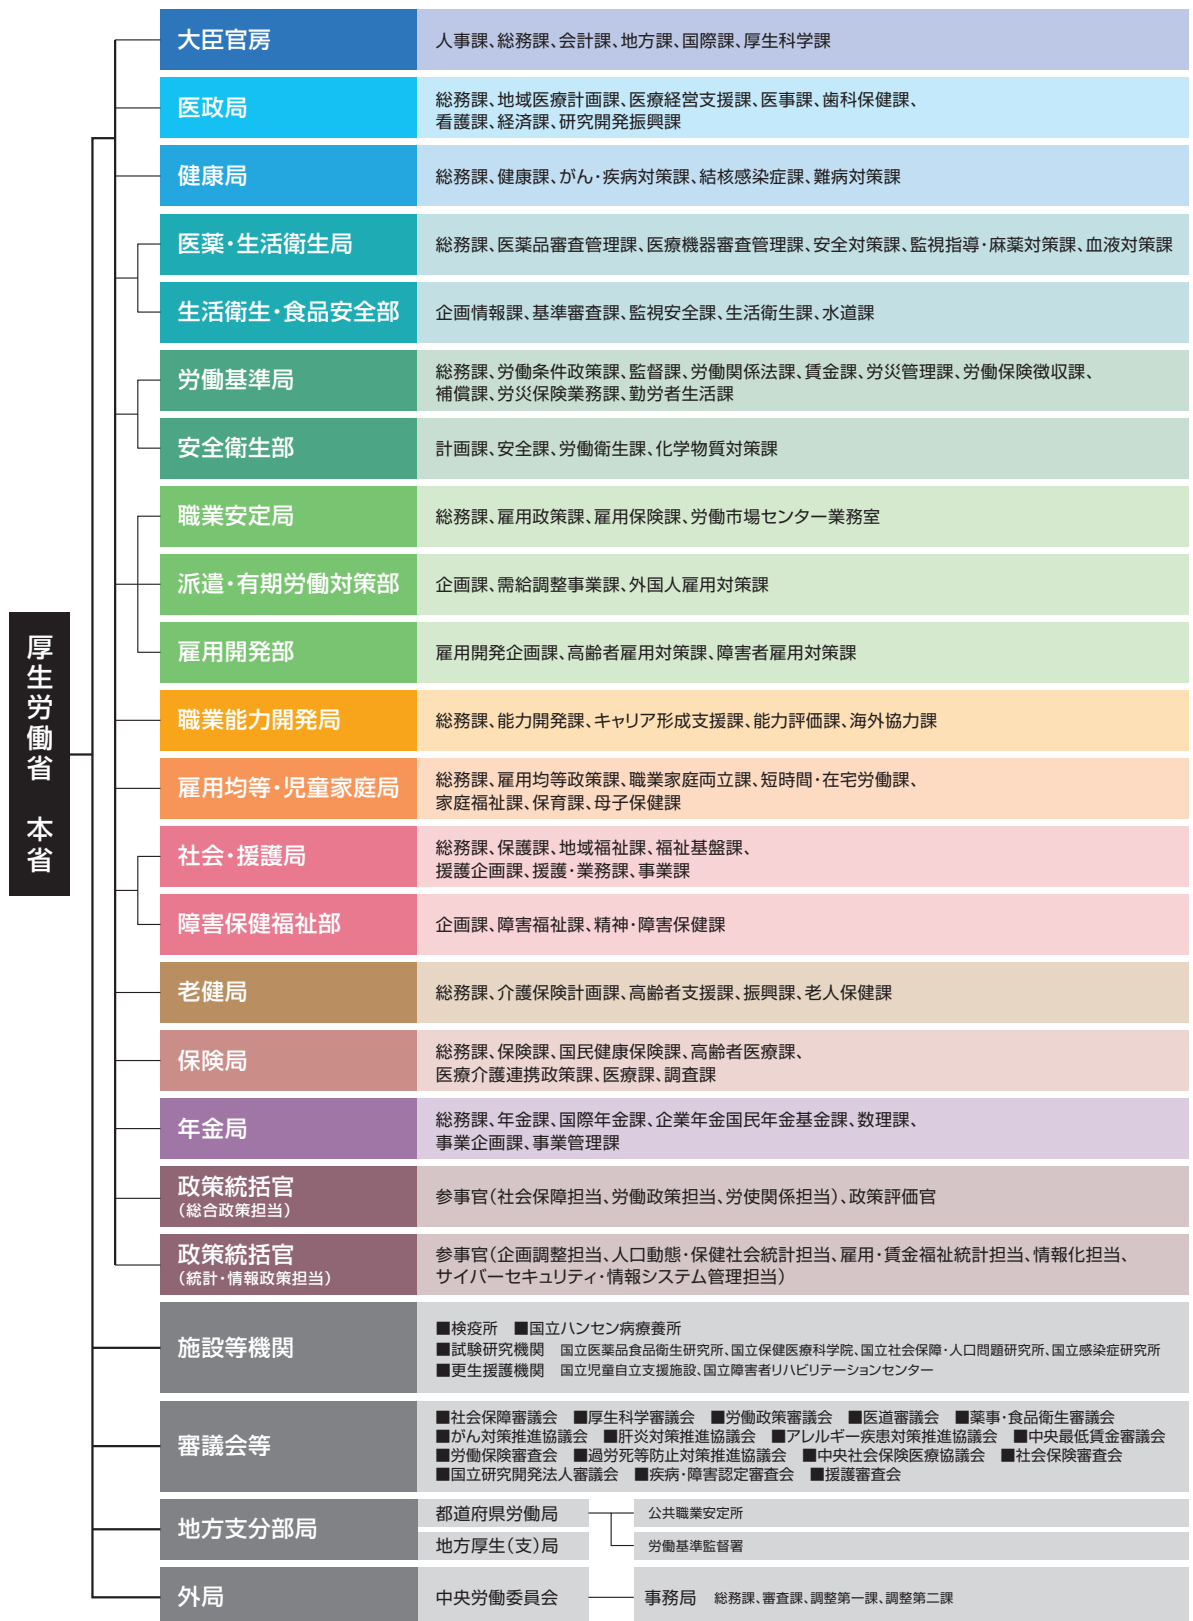 厚生労働省 本省
大臣官房
人事課、総務課、会計課、地方課、国際課、厚生科学課
医政局
総務課、地域医療計画課、医療経営支援課、医事課、歯科保健課、
看護課、経済課、研究開発振興課
健康局
総務課、健康課、がん・疾病対策課、結核感染症課、難病対策課
医薬・生活衛生局
総務課、医薬品審査管理課、医療機器審査管理課、安全対策課、監視指導・麻薬対策課、血液対策課
生活衛生・食品安全部
企画情報課、基準審査課、監視安全課、生活衛生課、水道課
労働基準局
総務課、労働条件政策課、監督課、労働関係法課、賃金課、労災管理課、労働保険徴収課、
補償課、労災保険業務課、勤労者生活課
安全衛生部
計画課、安全課、労働衛生課、化学物質対策課
職業安定局
総務課、雇用政策課、雇用保険課、労働市場センター業務室
派遣・有期労働対策部
企画課、需給調整事業課、外国人雇用対策課
雇用開発部
雇用開発企画課、高齢者雇用対策課、障害者雇用対策課
職業能力開発局
総務課、能力開発課、キャリア形成支援課、能力評価課、海外協力課
雇用均等・児童家庭局
総務課、雇用均等政策課、職業家庭両立課、短時間・在宅労働課、
家庭福祉課、保育課、母子保健課
社会・援護局
総務課、保護課、地域福祉課、福祉基盤課、
援護企画課、援護・業務課、事業課
障害保健福祉部
企画課、障害福祉課、精神・障害保健課
老健局
総務課、介護保険計画課、高齢者支援課、振興課、老人保健課
保険局
総務課、保険課、国民健康保険課、高齢者医療課、
医療介護連携政策課、医療課、調査課
年金局
総務課、年金課、国際年金課、企業年金国民年金基金課、数理課、
事業企画課、事業管理課
政策統括官
(総合政策担当)
参事官(社会保障担当、労働政策担当、労使関係担当)、政策評価官
政策統括官
(統計・情報政策担当)
参事官(企画調整担当、人口動態・保健社会統計担当、雇用・賃金福祉統計担当、情報化担当、
サイバーセキュリティ・情報システム管理担当)
施設等機関
■検疫所 ■国立ハンセン病療養所
■試験研究機関 国立医薬品食品衛生研究所、国立保健医療科学院、国立社会保障・人口問題研究所、国立感染症研究所
■更生援護機関 国立児童自立支援施設、国立障害者リハビリテーションセンター
審議会等
■社会保障審議会 ■厚生科学審議会 ■労働政策審議会 ■医道審議会 ■薬事・食品衛生審議会
■がん対策推進協議会 ■肝炎対策推進協議会 ■アレルギー疾患対策推進協議会 ■中央最低賃金審議会
■労働保険審査会 ■過労死等防止対策推進協議会 ■中央社会保険医療協議会 ■社会保険審査会
■国立研究開発法人審議会 ■疾病・障害認定審査会 ■援護審査会
地方支分部局
都道府県労働局
公共職業安定所
地方厚生(支)局
労働基準監督署
外局
中央労働委員会
事務局 総務課、審査課、調整第一課、調整第二課